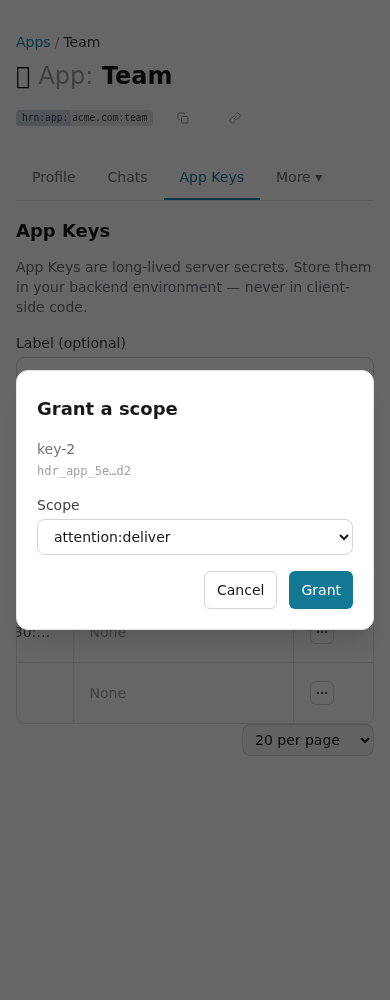 Apps / Team
App: Team
hrn:app: acme.com:team
Profile
Chats
App Keys
More ▾
App Keys
App Keys are long-lived server secrets. Store them
in your backend environment — never in client-
side code.
Label (optional)
Grant a scope
key-2
hdr_app_5e…d2
Scope
attention:deliver
Cancel
Grant
30:…
None
...
None
...
20 per page